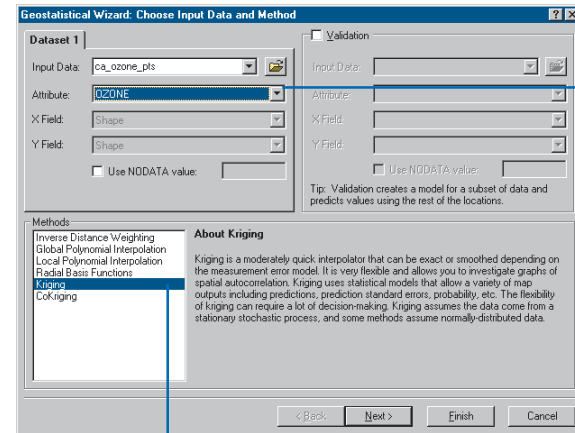 Geostatistical Wizard: Choose Input Data and Method
Dataset 1
Input Data: ca_ozone_pts
Attribute: OZONE
X Field: Shape
Y Field: Shape
Use NODATA value:
Validation
Input Data:
Attribute:
X Field:
Y Field:
Use NODATA value:
Tip: Validation creates a model for a subset of data and
predicts values using the rest of the locations.
Methods
Inverse Distance Weighting
Global Polynomial Interpolation
Local Polynomial Interpolation
Radial Basis Functions
Kriging
CoKriging
About Kriging
Kriging is a moderately quick interpolator that can be exact or smoothed depending on
the measurement error model. It is very flexible and allows you to investigate graphs of
spatial autocorrelation. Kriging uses statistical models that allow a variety of map
outputs including predictions, prediction standard errors, probability, etc. The flexibility
of kriging can require a lot of decision-making. Kriging assumes the data come from a
stationary stochastic process, and some methods assume normally-distributed data.
< Back Next > Finish Cancel